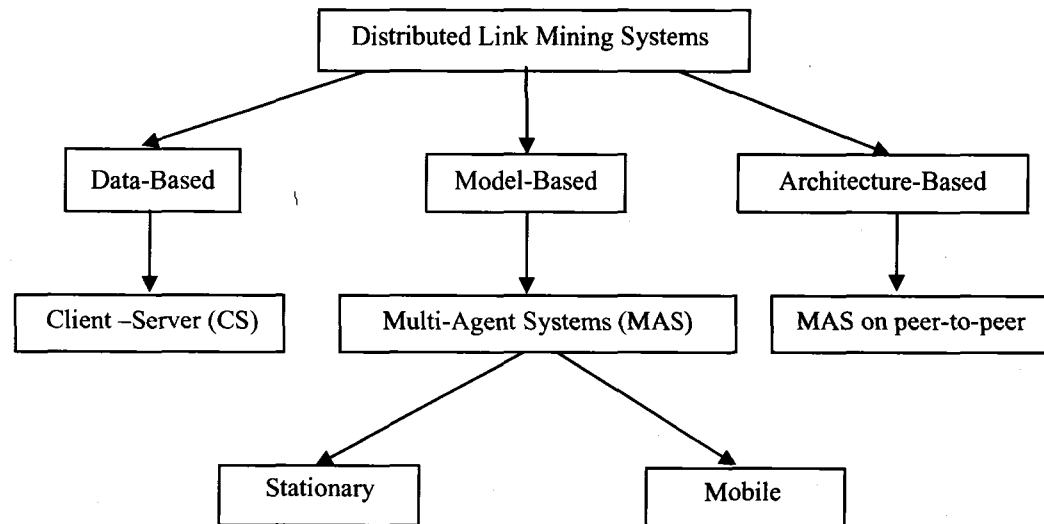 Distributed Link Mining Systems
Data-Based
Model-Based
Architecture-Based
Client –Server (CS)
Multi-Agent Systems (MAS)
MAS on peer-to-peer
Stationary
Mobile